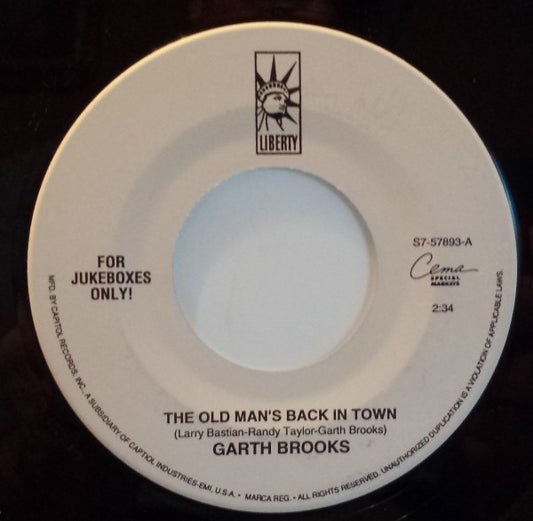 LIBERTY
FOR
JUKEBOXES
ONLY!
S7-57893-A
Cema
SPECIAL
MARKETS
2:34
THE OLD MAN'S BACK IN TOWN
(Larry Bastian-Randy Taylor-Garth Brooks)
GARTH BROOKS
MFD. BY CAPITOL RECORDS, INC., A SUBSIDIARY OF CAPTIOL INDUSTRIES-EMI, U.S.A. • MARCA REG. • ALL RIGHTS RESERVED. UNAUTHORIZED DUPLICATION IS A VIOLATION OF APPLICABLE LAWS.